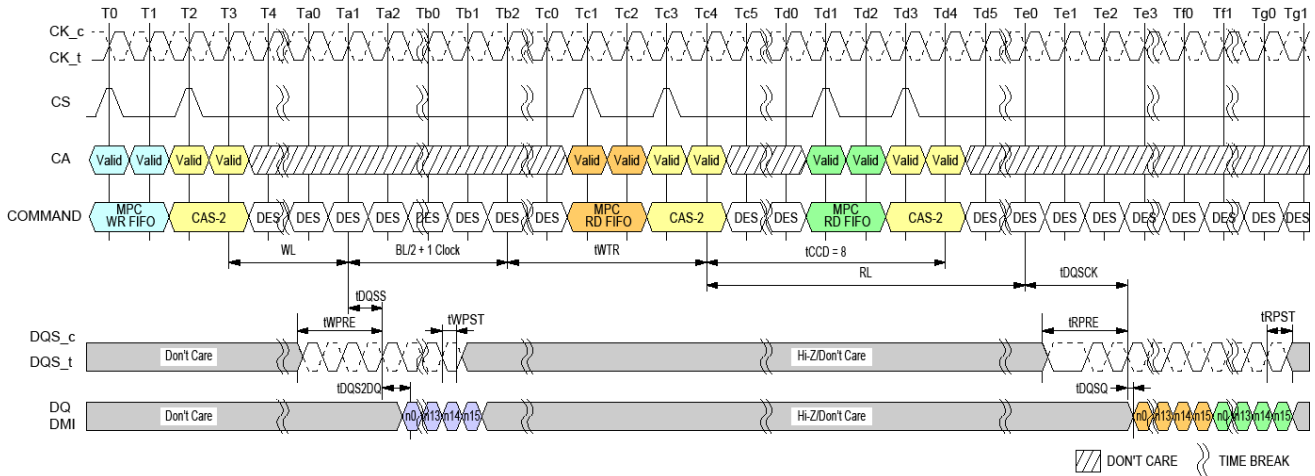 T0 T1 T2 T3 T4 Ta0 Ta1 Ta2 Tb0 Tb1 Tb2 Tc0 Tc1 Tc2 Tc3 Tc4 Tc5 Td0 Td1 Td2 Td3 Td4 Td5 Te0 Te1 Te2 Te3 Tf0 Tf1 Tg0 Tg1
CK_c
CK_t
CS
CA Valid Valid Valid Valid Valid Valid Valid Valid Valid Valid Valid Valid
COMMAND MPC WR FIFO CAS-2 DES DES DES DES DES DES DES MPC RD FIFO CAS-2 DES DES MPC RD FIFO CAS-2 DES DES DES DES DES DES DES DES DES
WL BL/2 + 1 Clock tWTR tCCD = 8
RL tDQSCK
tDQSS
tWPRE tWPST tRPRE tRPST
DQS_c
DQS_t Don't Care Hi-Z/Don't Care
tDQS2DQ tDQSQ
DQ
DMI Don't Care n0 n13 n14 n15 Hi-Z/Don't Care n0 n13 n14 n15 n0 n13 n14 n15
DON'T CARE TIME BREAK